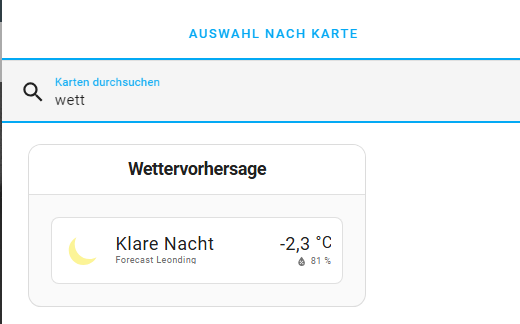 AUSWAHL NACH KARTE
Karten durchsuchen
wett
Wettervorhersage
Klare Nacht
-2,3 °C
Forecast Leonding
81 %